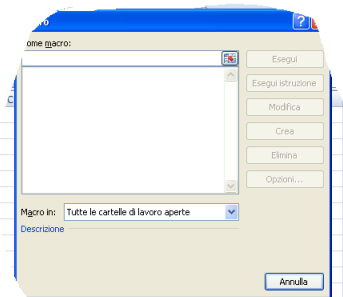 ome macro:
Esegui
Esegui istruzione
Modifica
Crea
Elimina
Opzioni...
Macro in: Tutte le cartelle di lavoro aperte
Descrizione
Annulla